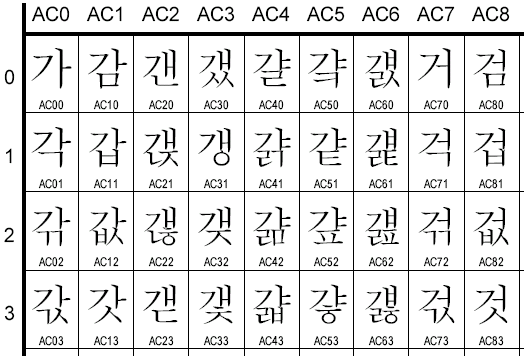 AC0 AC1 AC2 AC3 AC4 AC5 AC6 AC7 AC8
0 가 감 갠 갰 걀 걐 걠 거 검
AC00 AC10 AC20 AC30 AC40 AC50 AC60 AC70 AC80
1 각 갑 갡 갱 걁 걑 걡 걱 겁
AC01 AC11 AC21 AC31 AC41 AC51 AC61 AC71 AC81
2 갂 값 갢 갲 걂 걒 걢 걲 겂
AC02 AC12 AC22 AC32 AC42 AC52 AC62 AC72 AC82
3 갃 갓 갣 갳 걃 걓 걣 걳 것
AC03 AC13 AC23 AC33 AC43 AC53 AC63 AC73 AC83